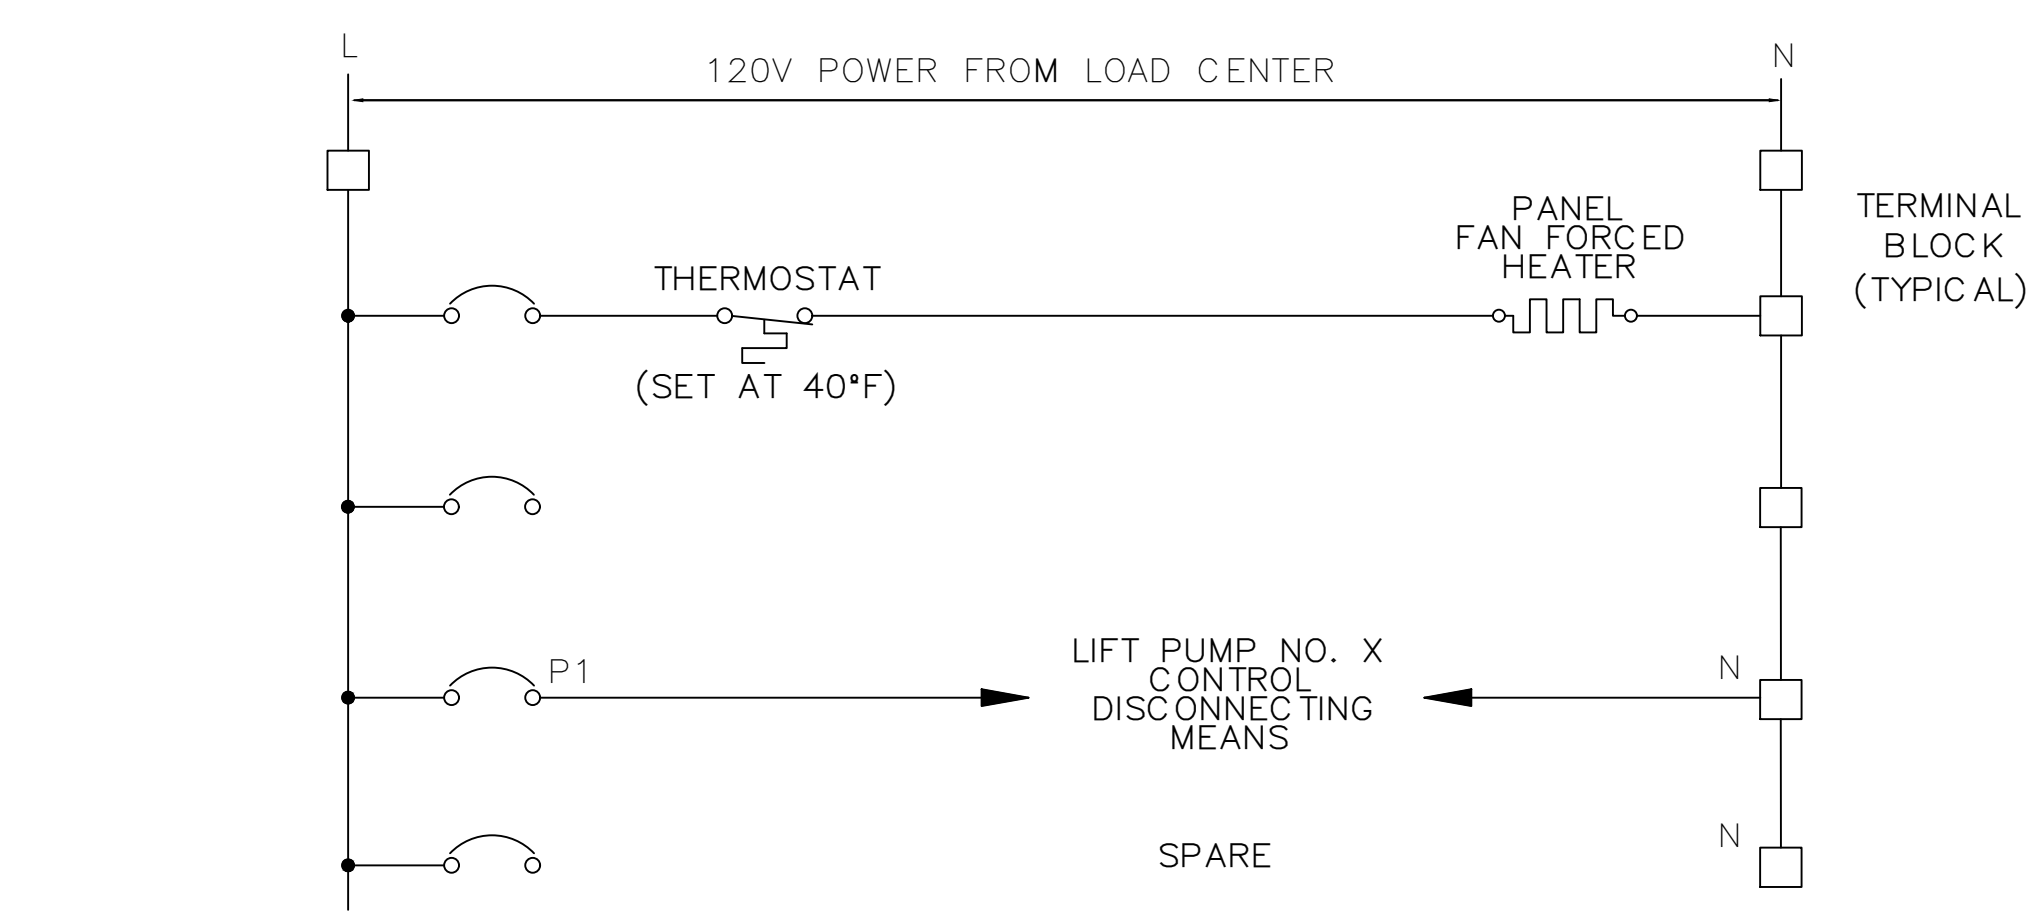 L
120V POWER FROM LOAD CENTER
N
PANEL
FAN FORCED
HEATER
TERMINAL
BLOCK
(TYPICAL)
THERMOSTAT
(SET AT 40°F)
P1
LIFT PUMP NO. X
CONTROL
DISCONNECTING
MEANS
N
SPARE
N